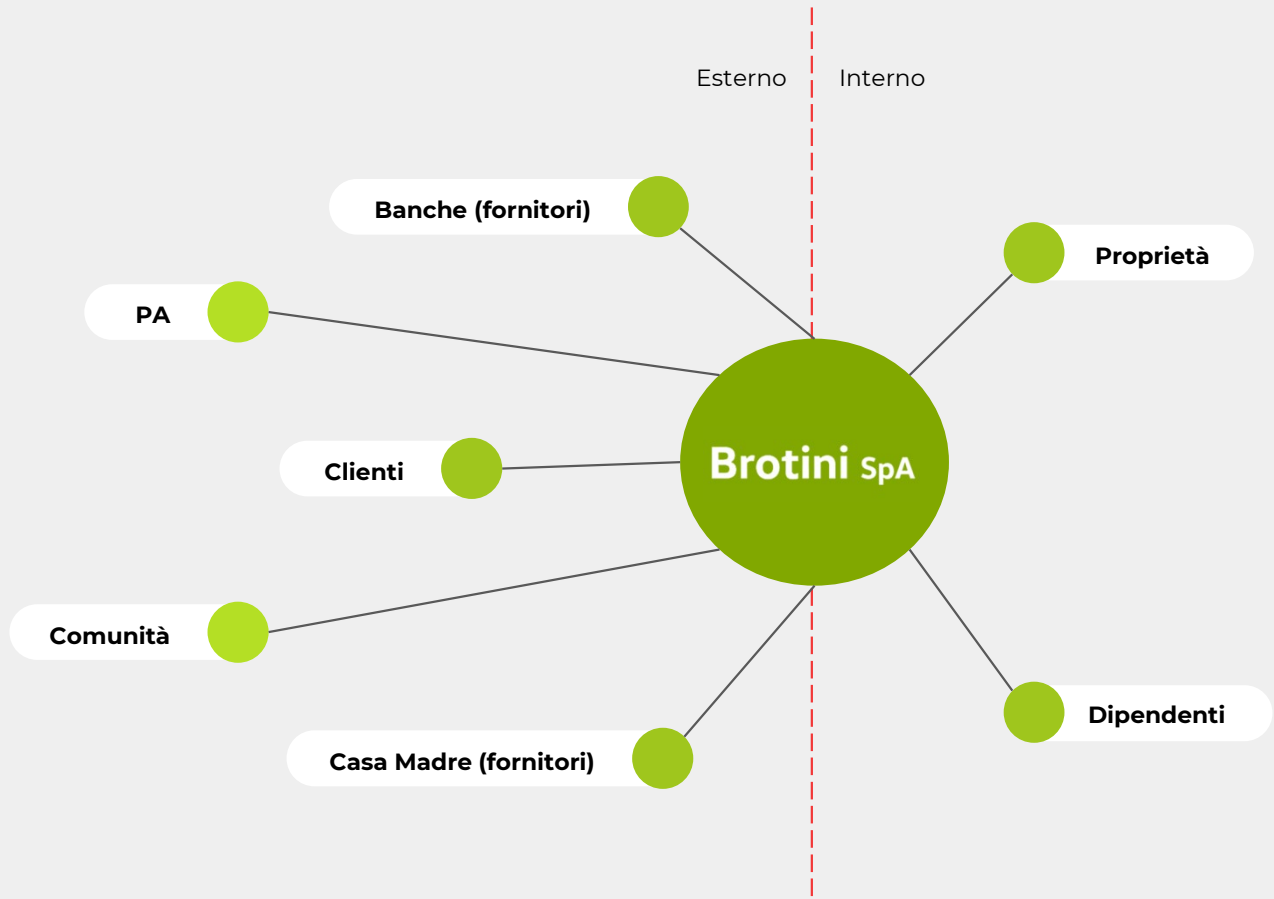 Esterno
Interno
Banche (fornitori)
Proprietà
PA
Clienti
Brotini SpA
Comunità
Dipendenti
Casa Madre (fornitori)